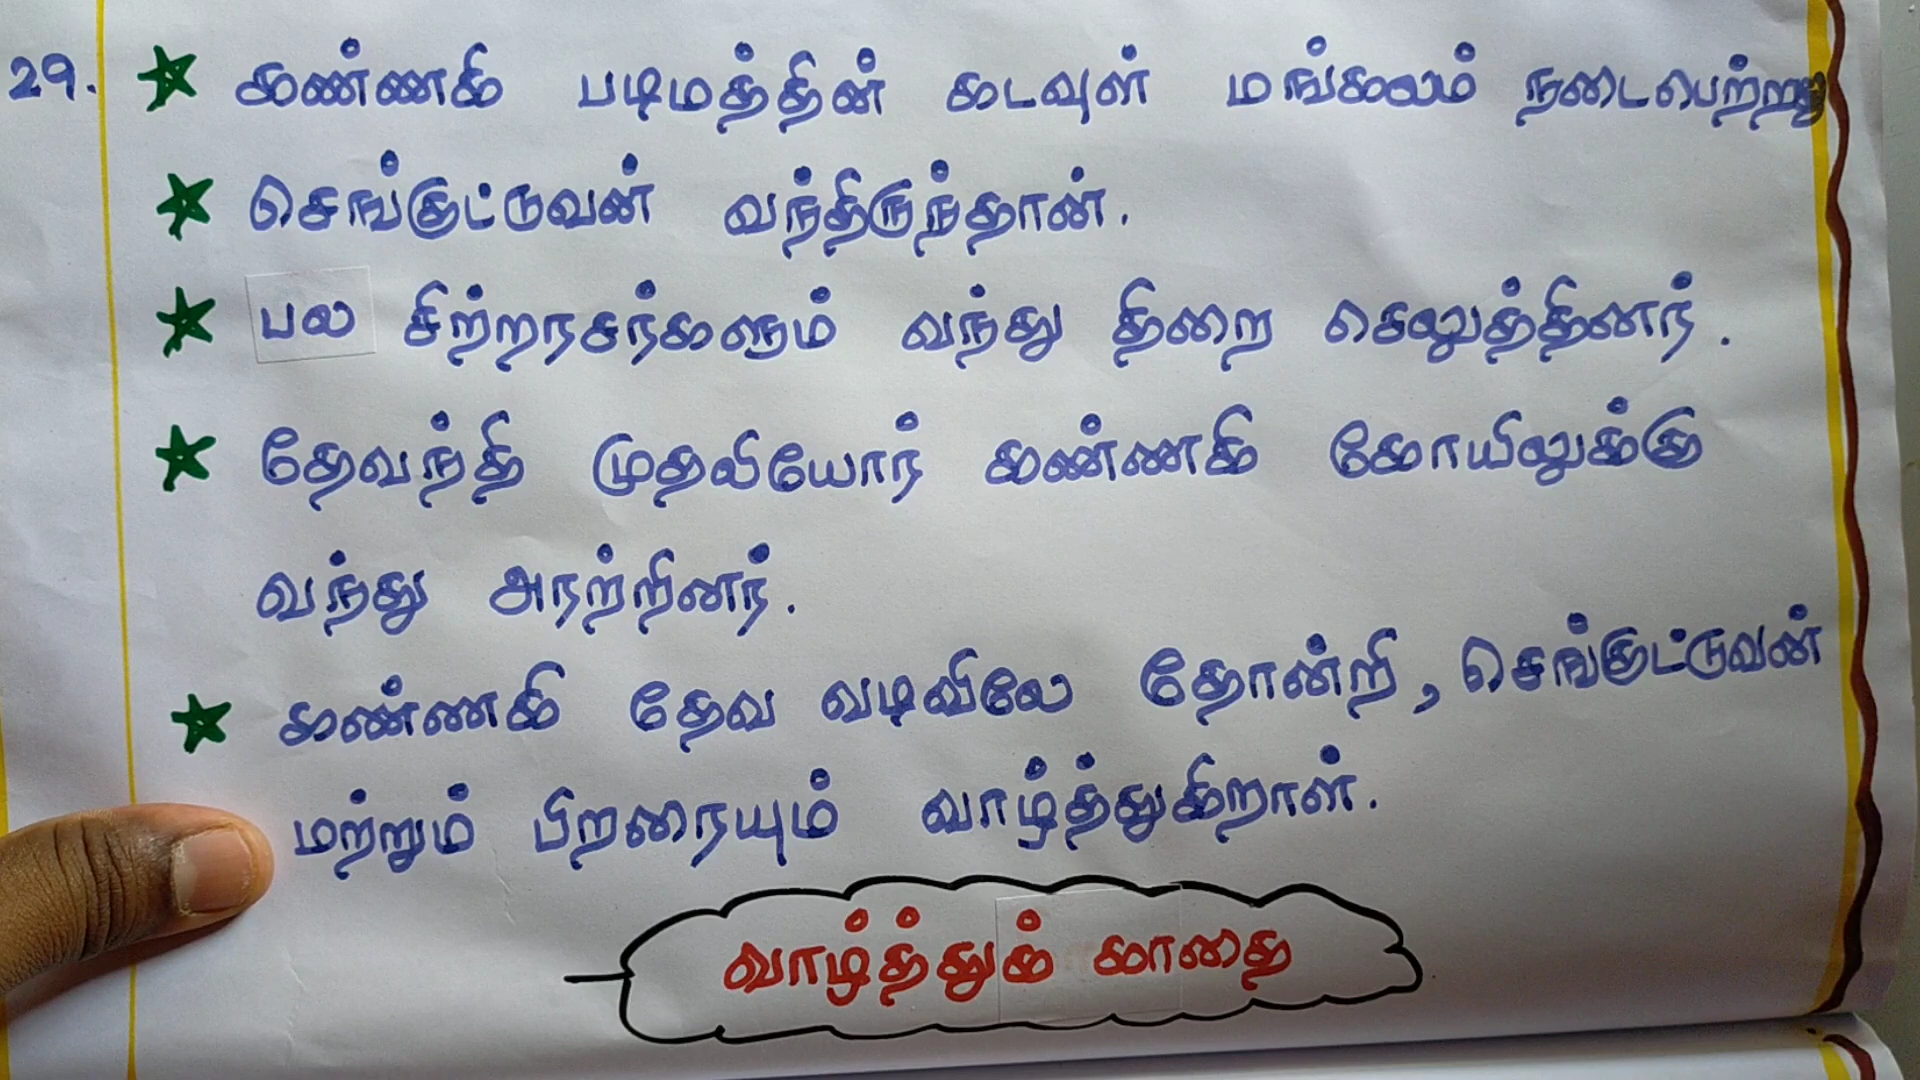 29. ★ கண்ணகி படிமத்தின் கடவுள் மங்கலம் நடைபெற்றது
★ செங்குட்டுவன் வந்திருந்தான்.
★ பல சிற்றரசர்களும் வந்து திறை செலுத்தினர்.
★ தேவந்தி முதலியோர் கண்ணகி கோயிலுக்கு
வந்து அரற்றினர்.
★ கண்ணகி தேவ வடிவிலே தோன்றி, செங்குட்டுவன்
மற்றும் பிறரையும் வாழ்த்துகிறாள்.
வாழ்த்துக் காதை